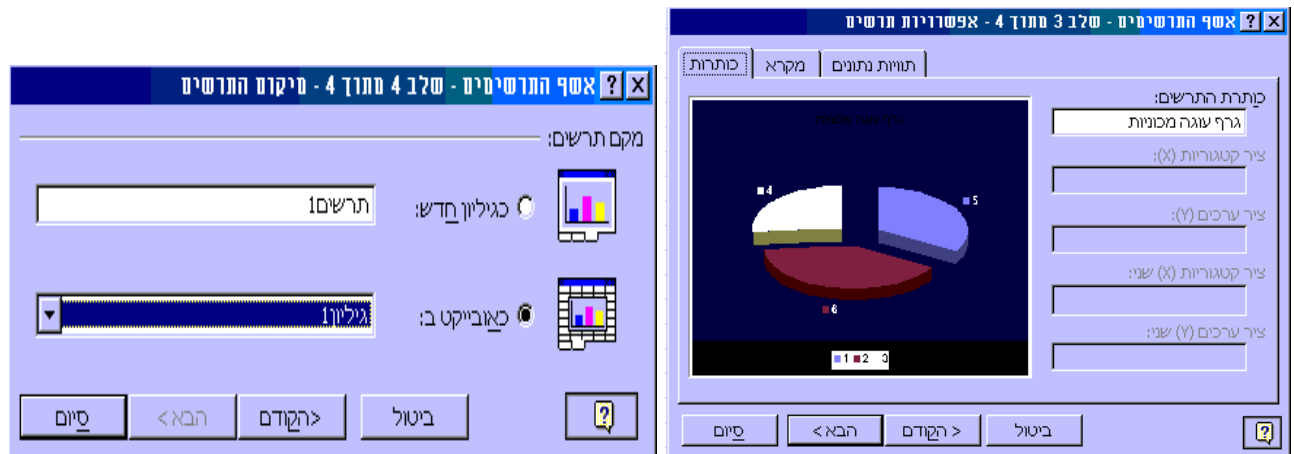 אשף התרשימים - שלב 3 מתוך 4 - אפשרויות תרשים
תוויות נתונים
מקרא
כותרות
כותרת התרשים:
גרף עוגה מכוניות
ציר קטגוריות (X):
ציר ערכים (Y):
ציר קטגוריות (X) שני:
ציר ערכים (Y) שני:
4
5
6
1 2 3
ביטול
< הקודם
הבא >
סיום
אשף התרשימים - שלב 4 מתוך 4 - מיקום התרשים
מקם תרשים:
כגיליון חדש:
תרשים1
כאובייקט ב:
גיליון1
ביטול
<הקודם
הבא >
סיום